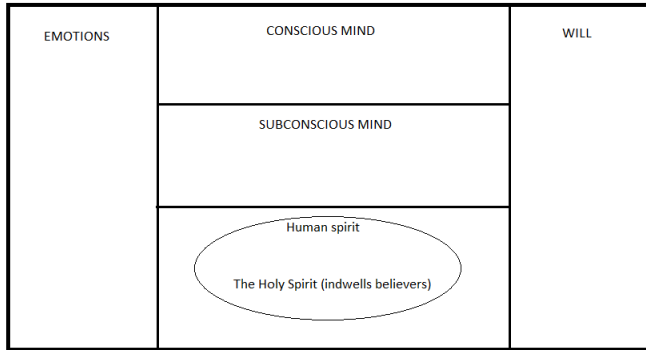 EMOTIONS
CONSCIOUS MIND
WILL
SUBCONSCIOUS MIND
Human spirit
The Holy Spirit (indwells believers)